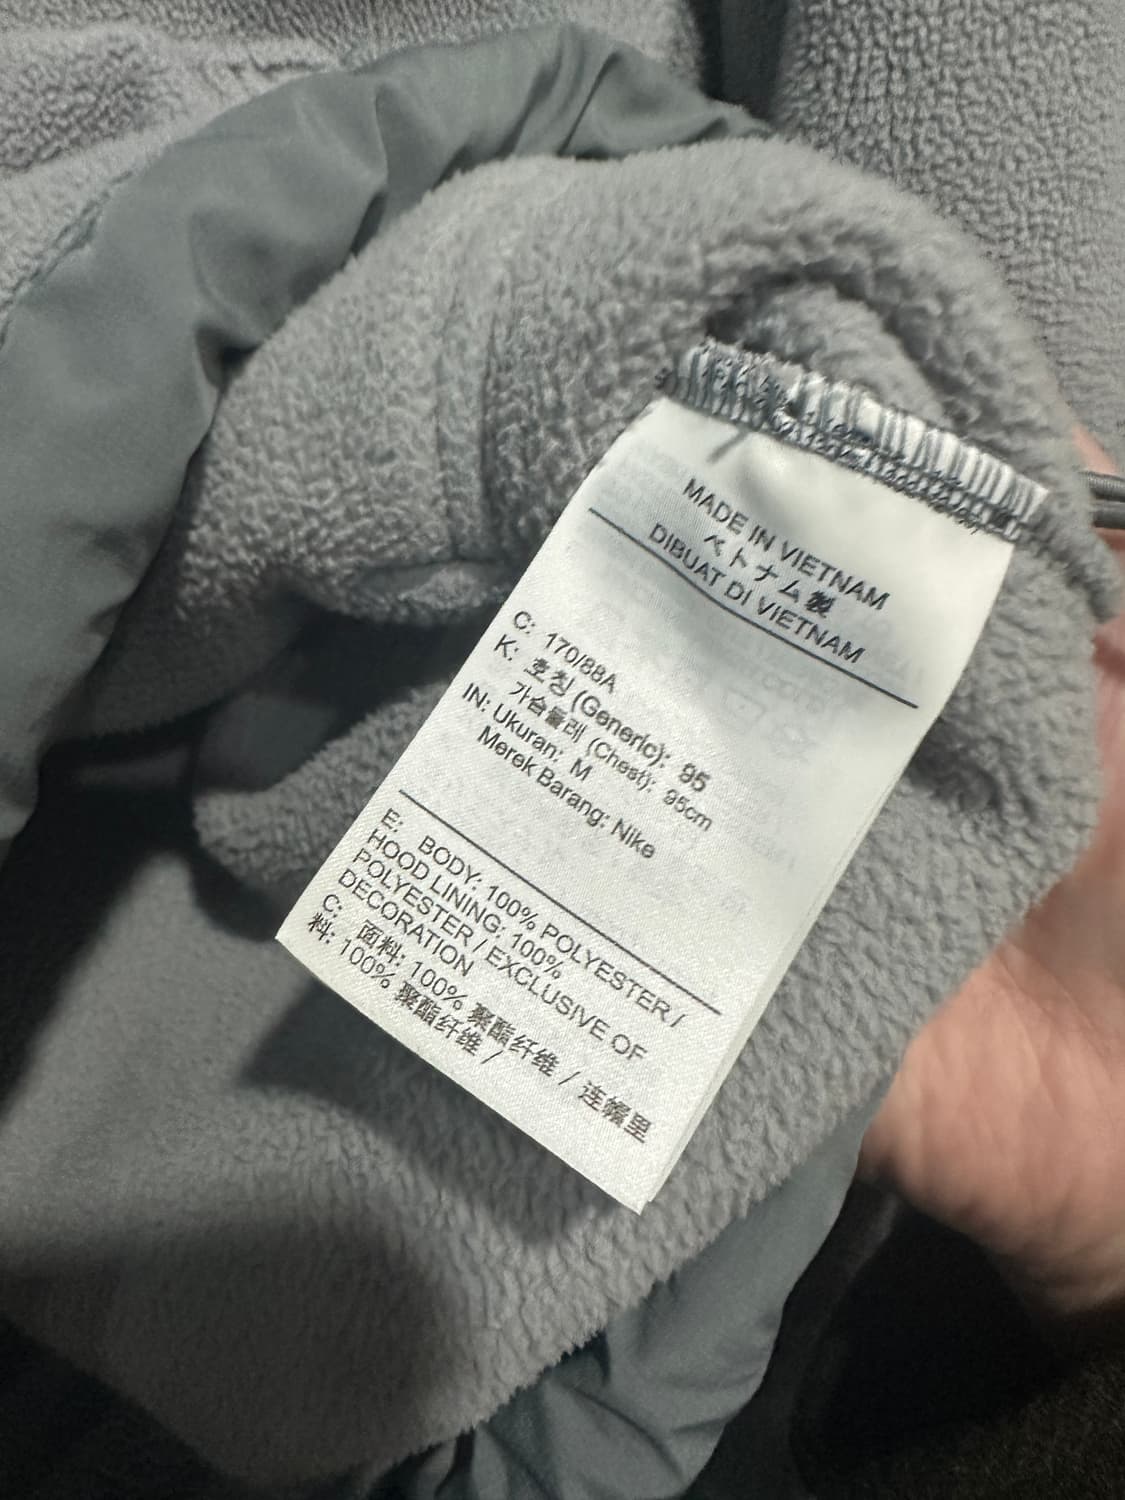 MADE IN VIETNAM
ベトナム製
DIBUAT DI VIETNAM
C: 170/88A
K: 호칭 (Generic): 95
가슴둘레 (Chest): 95cm
IN: Ukuran: M
Merek Barang: Nike
E: BODY: 100% POLYESTER /
HOOD LINING: 100%
POLYESTER / EXCLUSIVE OF
DECORATION
C: 面料: 100% 聚酯纤维 / 连帽里
料: 100% 聚酯纤维 /